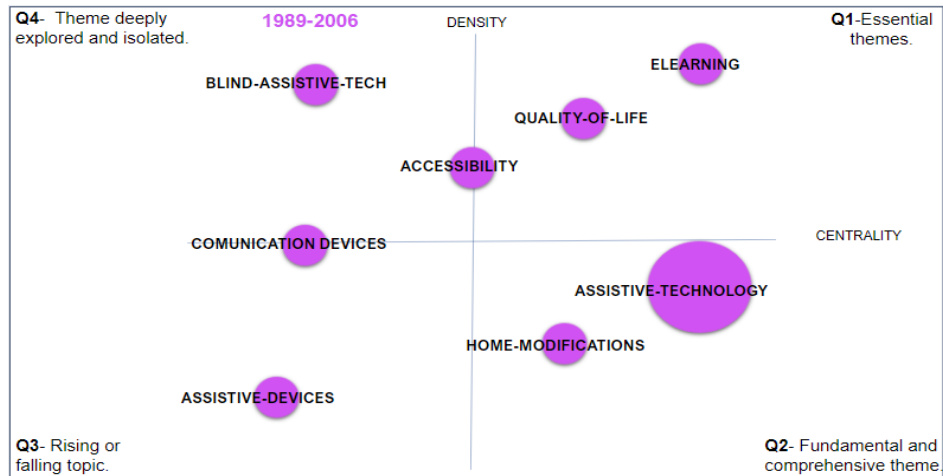 Q4- Theme deeply
explored and isolated.
1989-2006
DENSITY
Q1-Essential
themes.
ELEARNING
BLIND-ASSISTIVE-TECH
QUALITY-OF-LIFE
ACCESSIBILITY
CENTRALITY
COMUNICATION DEVICES
ASSISTIVE-TECHNOLOGY
HOME-MODIFICATIONS
ASSISTIVE-DEVICES
Q3- Rising or
falling topic.
Q2- Fundamental and
comprehensive theme.